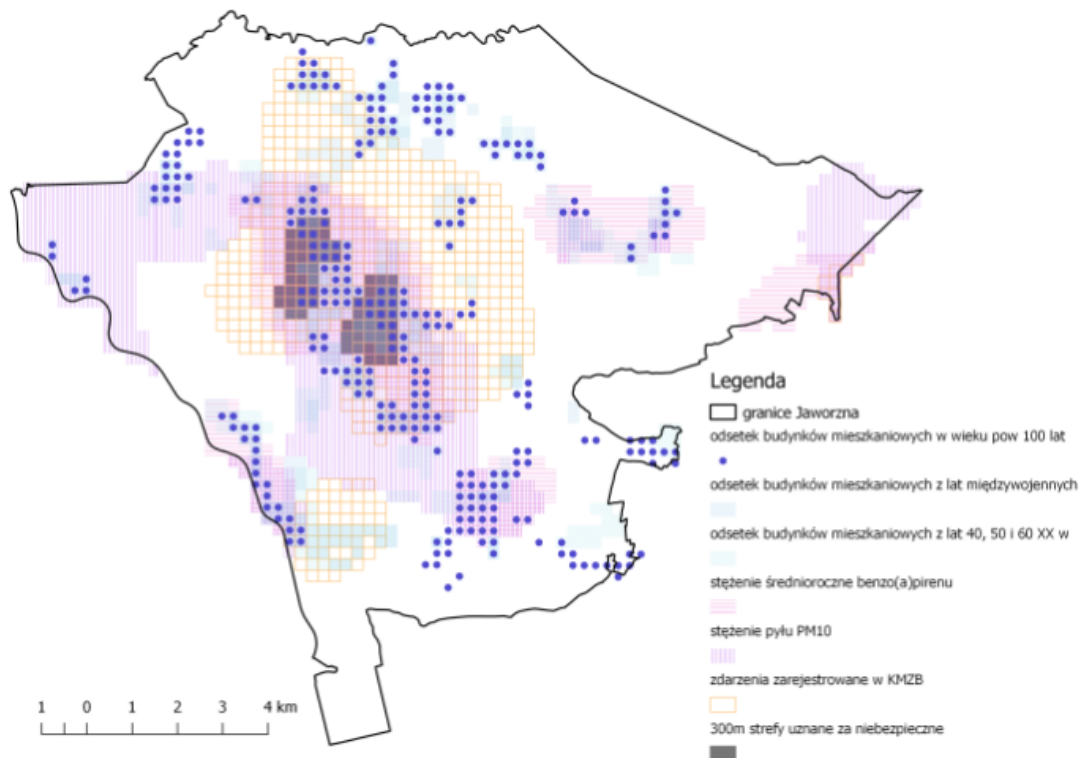 Legenda
granice Jaworzna
odsetek budynków mieszkaniowych w wieku pow 100 lat
odsetek budynków mieszkaniowych z lat międzywojennych
odsetek budynków mieszkaniowych z lat 40, 50 i 60 XX w
stężenie średnioroczne benzo(a)pirenu
stężenie pyłu PM10
zdarzenia zarejestrowane w KMZB
300m strefy uznane za niebezpieczne
1 0 1 2 3 4 km